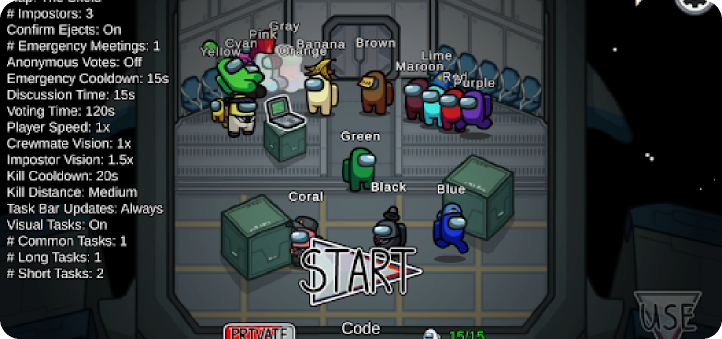 # Impostors: 3
Confirm Ejects: On
# Emergency Meetings: 1
Anonymous Votes: Off
Emergency Cooldown: 15s
Discussion Time: 15s
Voting Time: 120s
Player Speed: 1x
Crewmate Vision: 1x
Impostor Vision: 1.5x
Kill Cooldown: 20s
Kill Distance: Medium
Task Bar Updates: Always
Visual Tasks: On
# Common Tasks: 1
# Long Tasks: 1
# Short Tasks: 2
Gray
Pink
Cyan
Banana
Brown
Yellow
Orange
Lime
Maroon
Red
Purple
Green
Black
Blue
Coral
START
Code
PRIVATE
15/15
USE